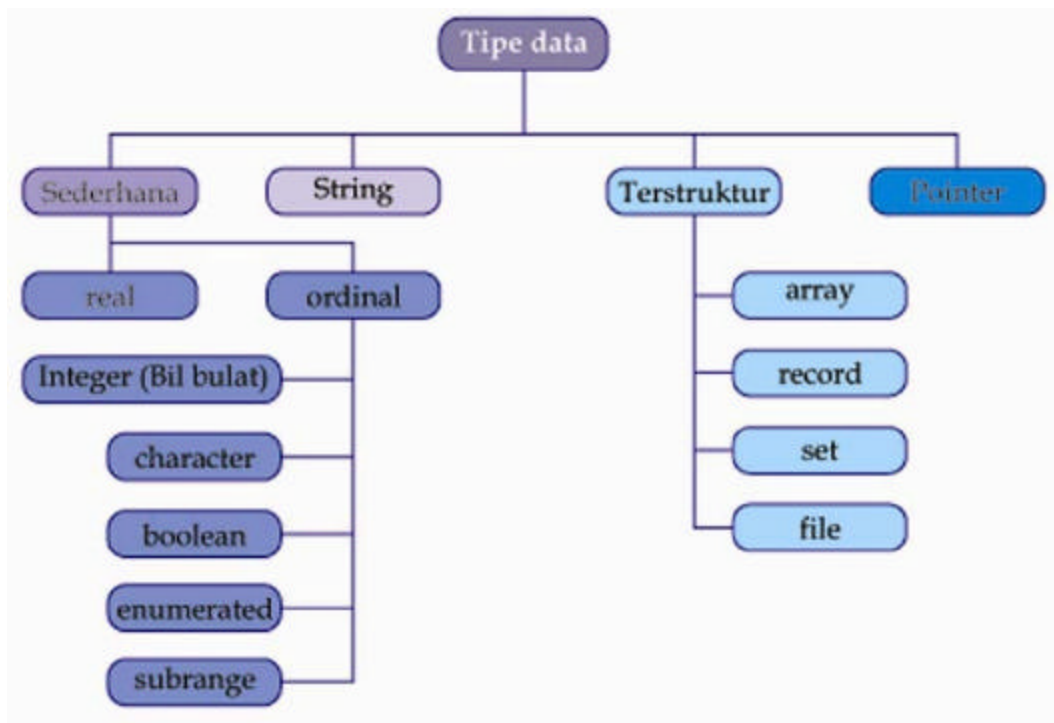 Tipe data
Sederhana
String
Terstruktur
Pointer
real
ordinal
array
Integer (Bil bulat)
record
character
set
boolean
file
enumerated
subrange